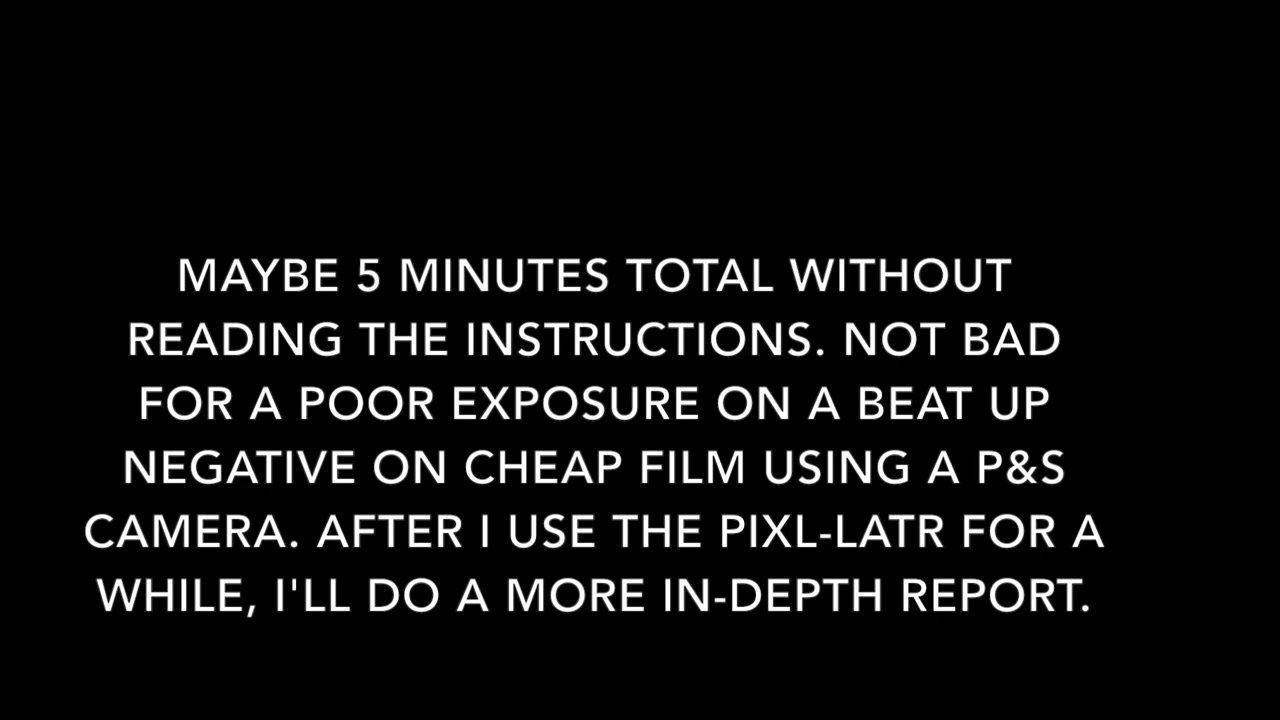 MAYBE 5 MINUTES TOTAL WITHOUT
READING THE INSTRUCTIONS. NOT BAD
FOR A POOR EXPOSURE ON A BEAT UP
NEGATIVE ON CHEAP FILM USING A P&S
CAMERA. AFTER I USE THE PIXL-LATR FOR A
WHILE, I'LL DO A MORE IN-DEPTH REPORT.